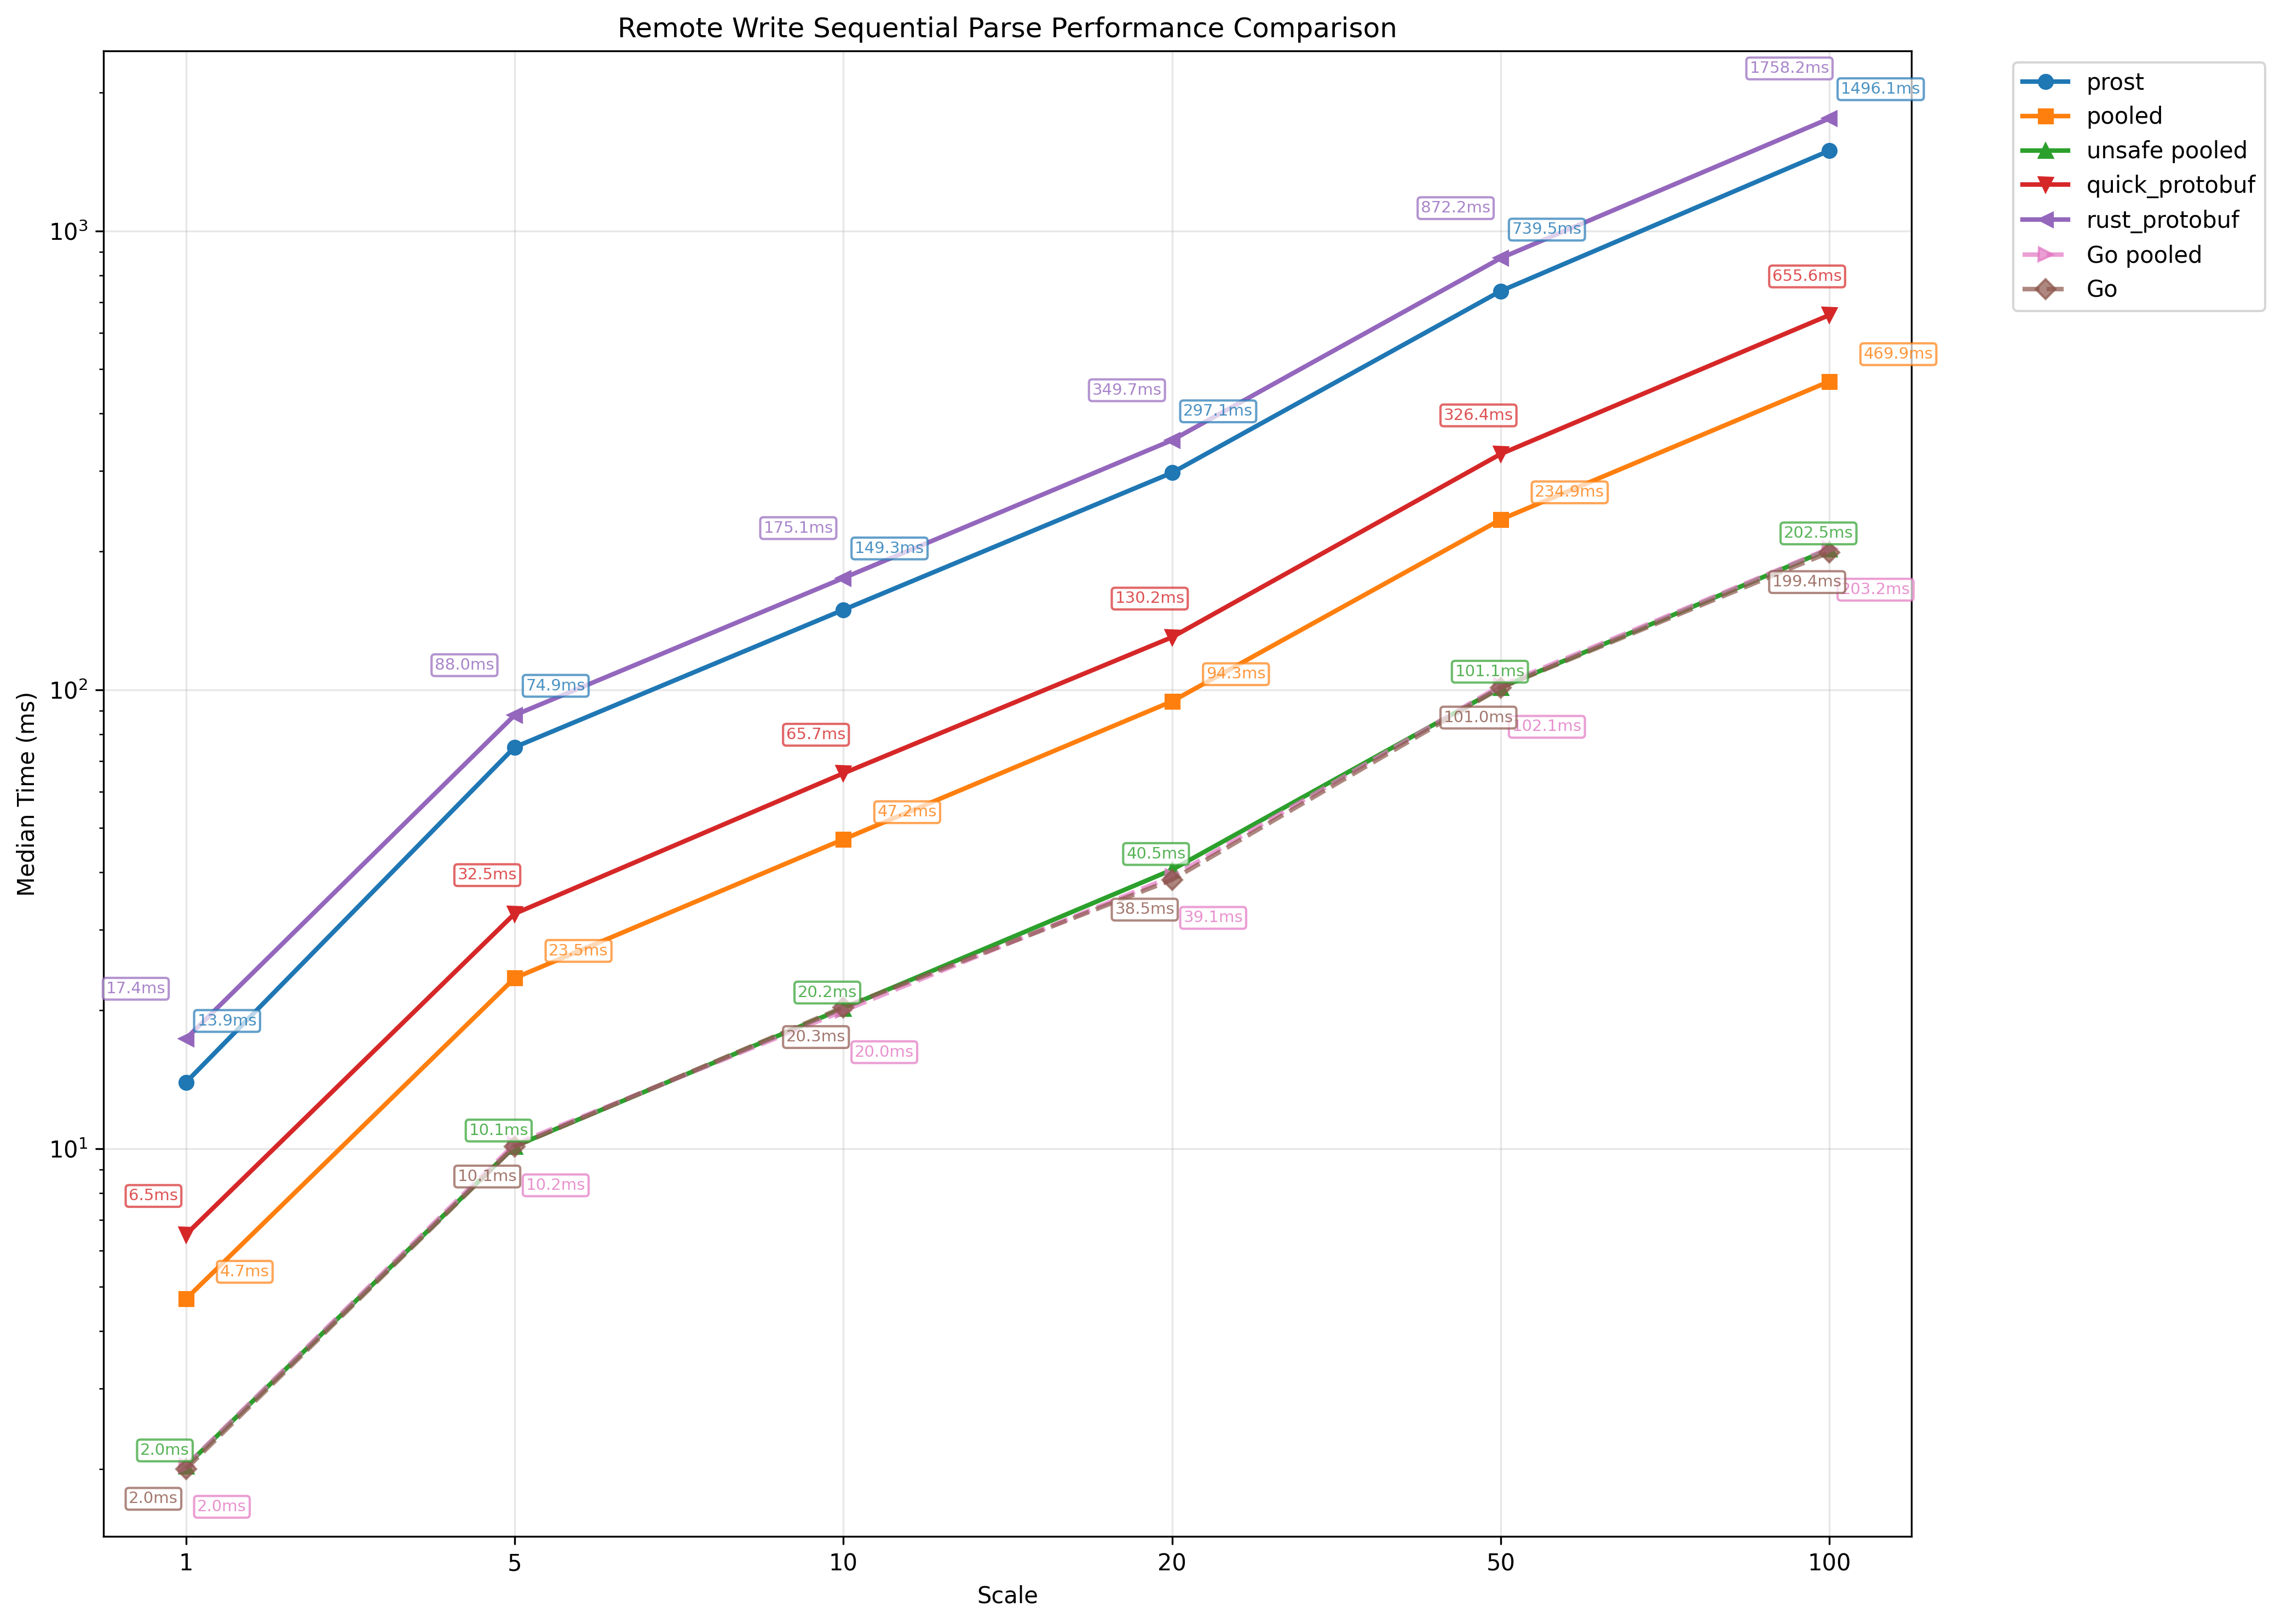 Remote Write Sequential Parse Performance Comparison
prost
pooled
unsafe pooled
quick_protobuf
rust_protobuf
Go pooled
Go
Median Time (ms)
10³
10²
10¹
1758.2ms
1496.1ms
872.2ms
739.5ms
655.6ms
469.9ms
349.7ms
297.1ms
326.4ms
234.9ms
175.1ms
149.3ms
202.5ms
199.4ms
203.2ms
130.2ms
94.3ms
88.0ms
74.9ms
101.1ms
101.0ms
102.1ms
65.7ms
47.2ms
40.5ms
38.5ms
39.1ms
32.5ms
23.5ms
17.4ms
13.9ms
20.2ms
20.3ms
20.0ms
10.1ms
10.1ms
10.2ms
6.5ms
4.7ms
2.0ms
2.0ms
2.0ms
1
5
10
20
50
100
Scale